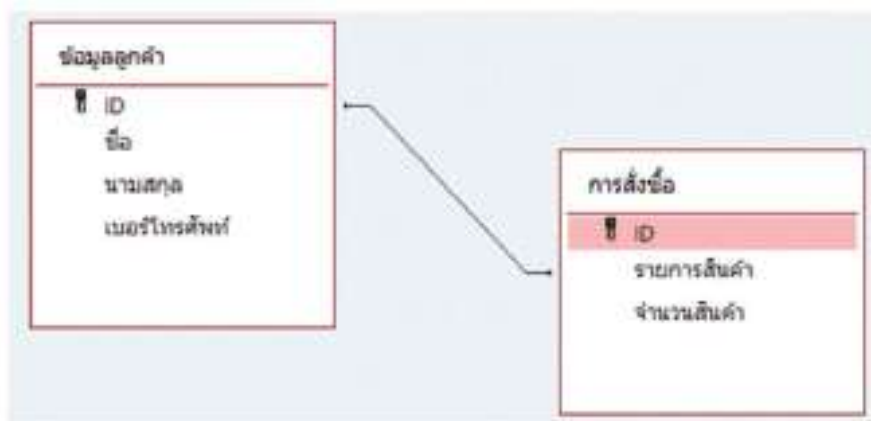 ข้อมูลลูกค้า
ID
ชื่อ
นามสกุล
เบอร์โทรศัพท์
การสั่งซื้อ
ID
รายการสินค้า
จำนวนสินค้า